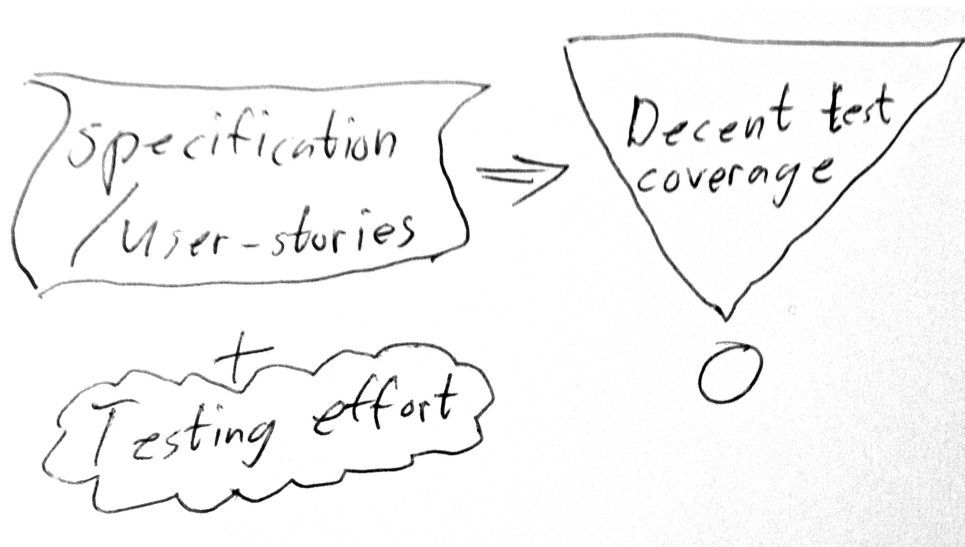 Specification
/User-stories
+
Testing effort
Decent test
coverage